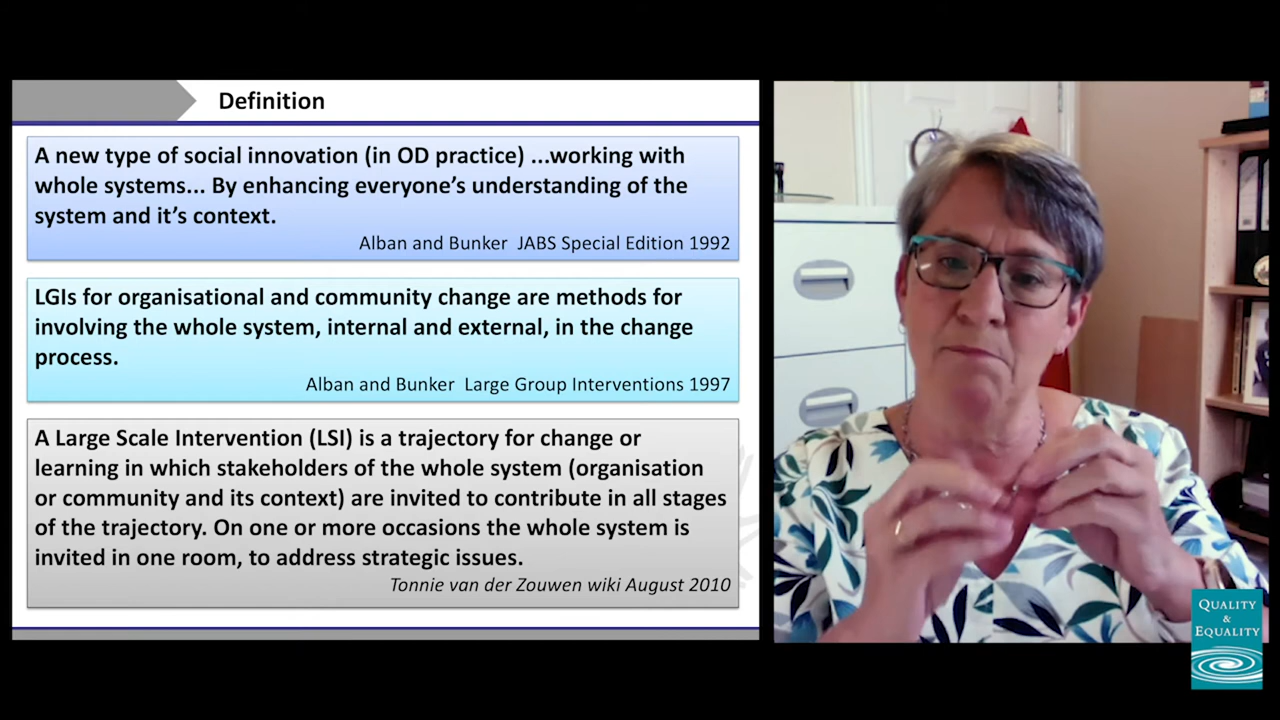 Definition
A new type of social innovation (in OD practice) ...working with
whole systems... By enhancing everyone's understanding of the
system and it's context.
Alban and Bunker JABS Special Edition 1992
LGIs for organisational and community change are methods for
involving the whole system, internal and external, in the change
process.
Alban and Bunker Large Group Interventions 1997
A Large Scale Intervention (LSI) is a trajectory for change or
learning in which stakeholders of the whole system (organisation
or community and its context) are invited to contribute in all stages
of the trajectory. On one or more occasions the whole system is
invited in one room, to address strategic issues.
Tonnie van der Zouwen wiki August 2010
QUALITY
&
EQUALITY